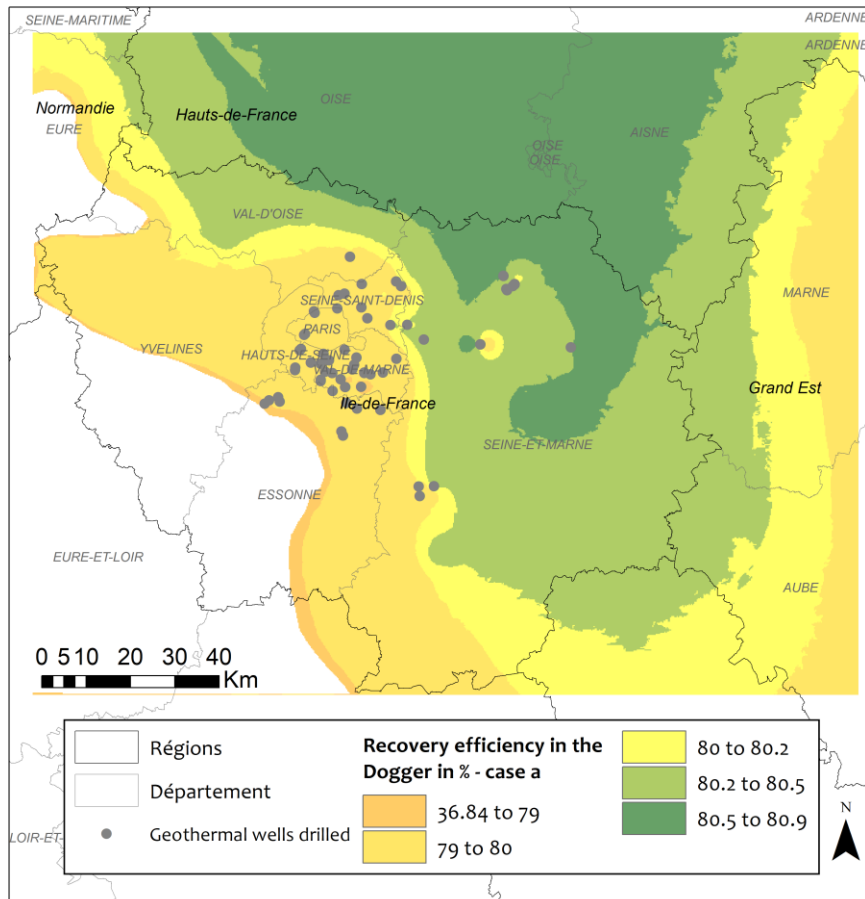 SEINE-MARITIME
ARDENNE
ARDENNE
OISE
Normandie
Hauts-de-France
EURE
AISNE
OISE
OISE
VAL-D'OISE
SEINE-SAINT-DENIS
MARNE
PARIS
YVELINES
HAUTS-DE-SEINE
VAL-DE-MARNE
Grand Est
Ile-de-France
SEINE-ET-MARNE
ESSONNE
EURE-ET-LOIR
AUBE
0 5 10 20 30 40
Km
Régions
Département
Geothermal wells drilled
Recovery efficiency in the
Dogger in % - case a
36.84 to 79
79 to 80
80 to 80.2
80.2 to 80.5
80.5 to 80.9
N
LOIR-ET-